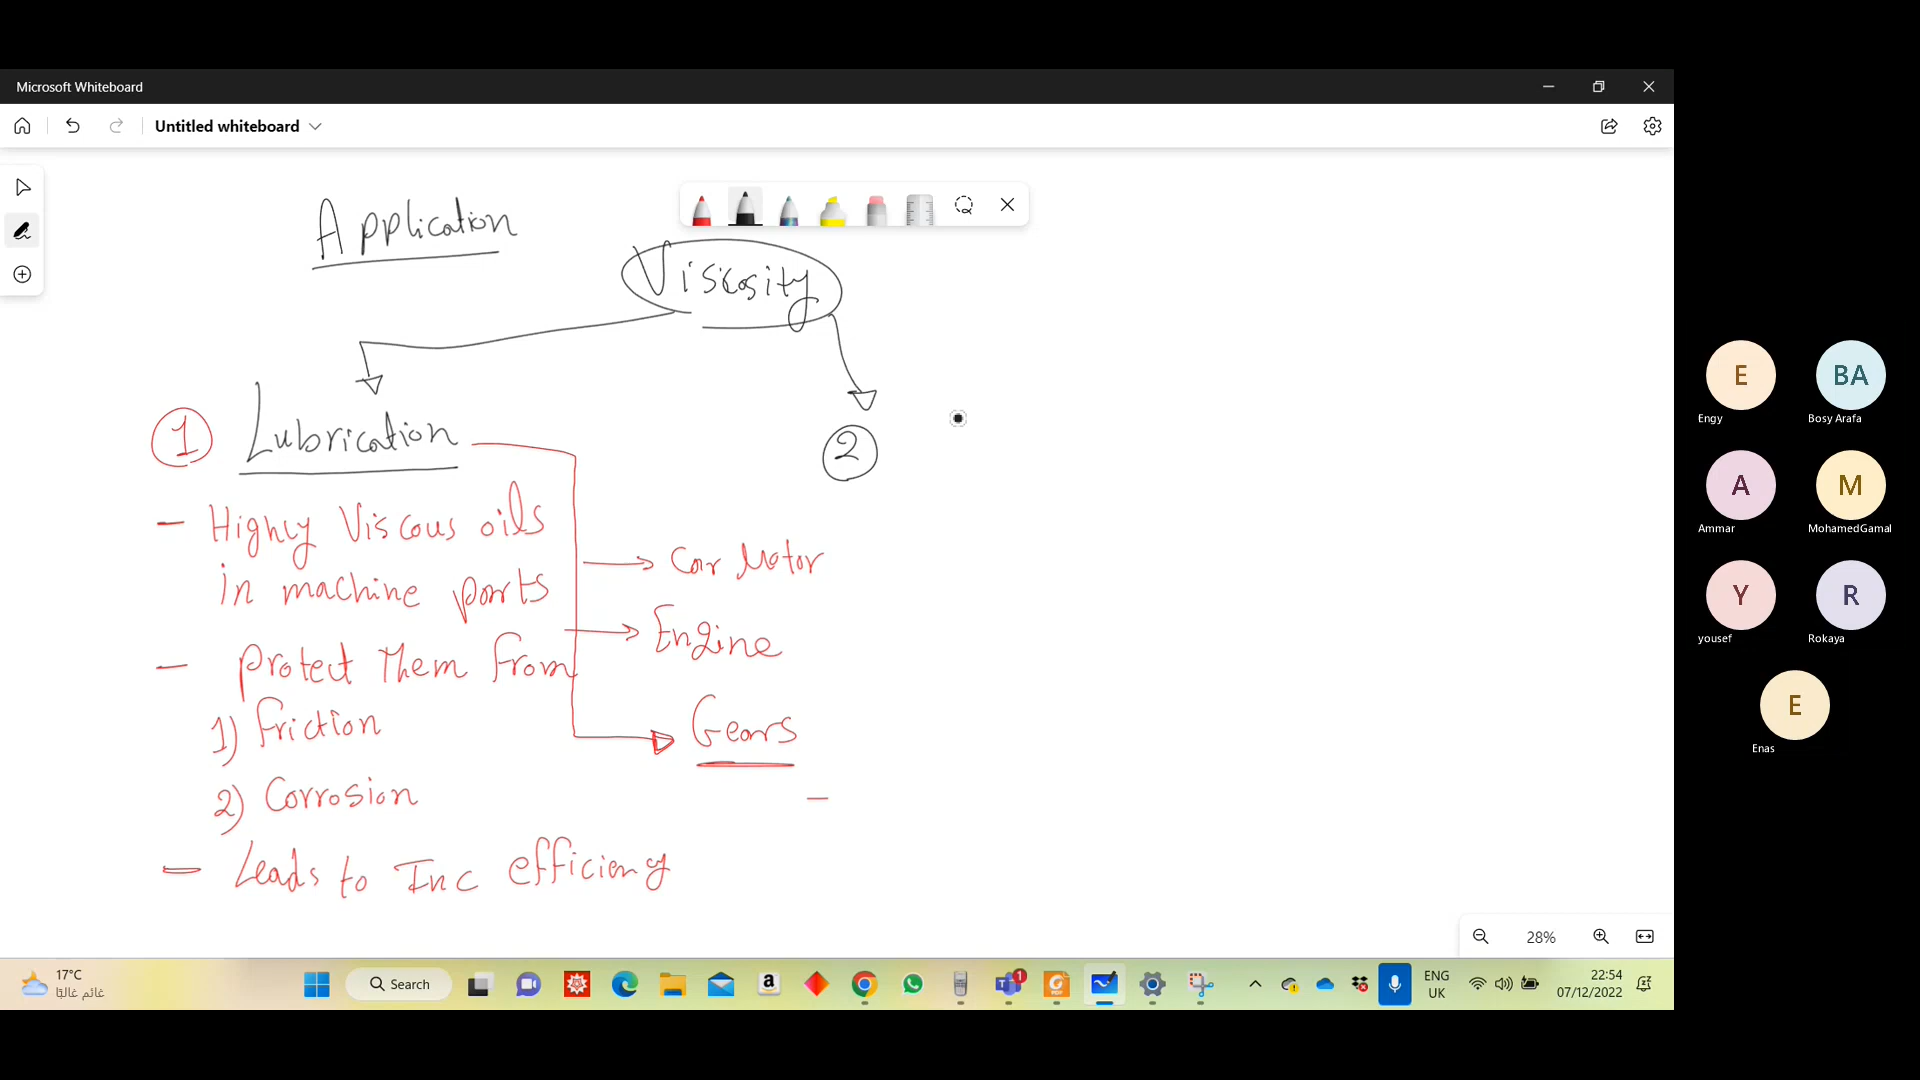 Microsoft Whiteboard
Untitled whiteboard
Application
Viscosity
1 Lubrication
2
- Highly Viscous oils
in machine parts
- Protect them from
1) Friction
2) Corrosion
- Leads to Inc efficiency
Car Motor
Engine
Gears
-
E
Engy
BA
Bosy Arafa
A
Ammar
M
MohamedGamal
Y
yousef
R
Rokaya
E
Enas
28%
17°C
غائم غالبًا
Search
a
1
ENG
UK
22:54
07/12/2022